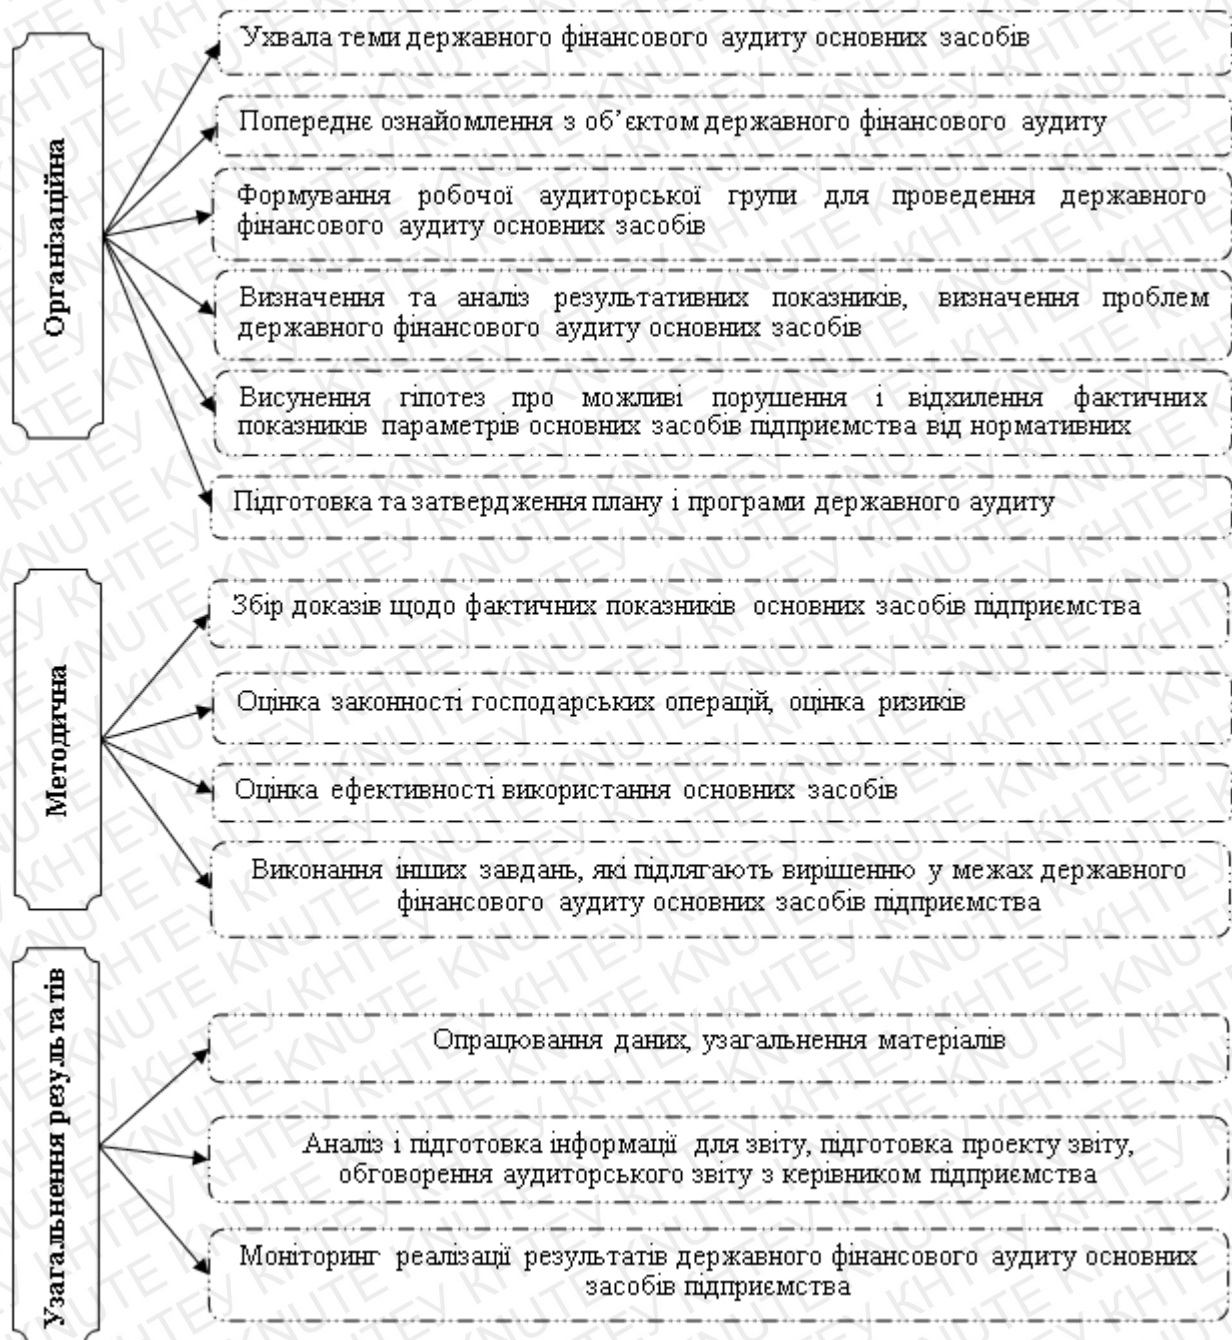 Організаційна
Ухвала теми державного фінансового аудиту основних засобів
Попереднє ознайомлення з об’єктом державного фінансового аудиту
Формування робочої аудиторської групи для проведення державного
фінансового аудиту основних засобів
Визначення та аналіз результативних показників, визначення проблем
державного фінансового аудиту основних засобів
Висунення гіпотез про можливі порушення і відхилення фактичних
показників параметрів основних засобів підприємства від нормативних
Підготовка та затвердження плану і програми державного аудиту
Методична
Збір доказів щодо фактичних показників основних засобів підприємства
Оцінка законності господарських операцій, оцінка ризиків
Оцінка ефективності використання основних засобів
Виконання інших завдань, які підлягають вирішенню у межах державного
фінансового аудиту основних засобів підприємства
Узагальнення результатів
Опрацювання даних, узагальнення матеріалів
Аналіз і підготовка інформації для звіту, підготовка проекту звіту,
обговорення аудиторського звіту з керівником підприємства
Моніторинг реалізації результатів державного фінансового аудиту основних
засобів підприємства